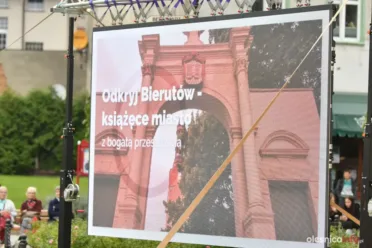 Odkryj Bierutów -
książęce miasto
z bogatą przeszłością
olesnica